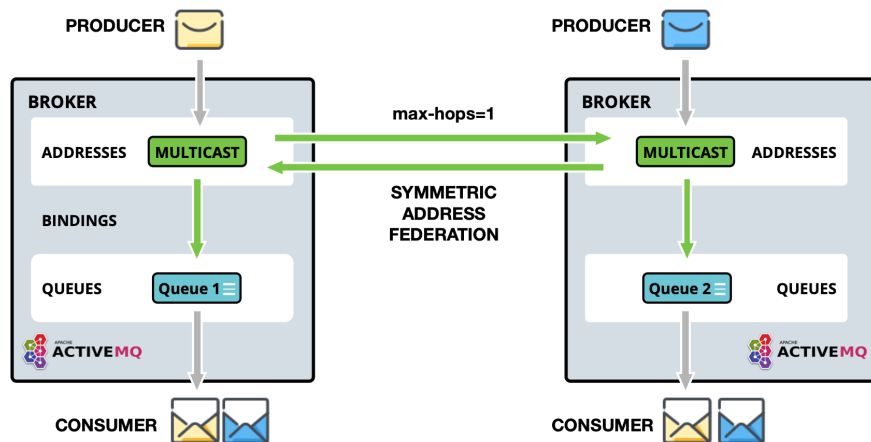 PRODUCER
PRODUCER
BROKER
BROKER
max-hops=1
ADDRESSES
MULTICAST
MULTICAST
ADDRESSES
SYMMETRIC
ADDRESS
FEDERATION
BINDINGS
QUEUES
Queue 1
Queue 2
QUEUES
APACHE
ACTIVEMQ
APACHE
ACTIVEMQ
CONSUMER
CONSUMER